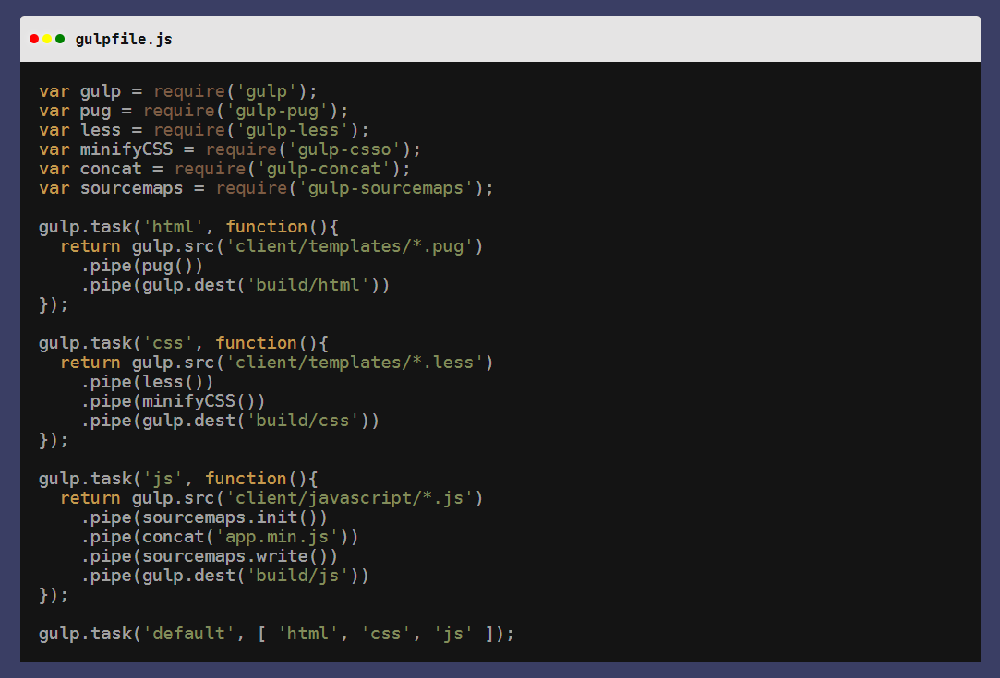 gulpfile.js
var gulp = require('gulp');
var pug = require('gulp-pug');
var less = require('gulp-less');
var minifyCSS = require('gulp-csso');
var concat = require('gulp-concat');
var sourcemaps = require('gulp-sourcemaps');

gulp.task('html', function(){
  return gulp.src('client/templates/*.pug')
    .pipe(pug())
    .pipe(gulp.dest('build/html'))
});

gulp.task('css', function(){
  return gulp.src('client/templates/*.less')
    .pipe(less())
    .pipe(minifyCSS())
    .pipe(gulp.dest('build/css'))
});

gulp.task('js', function(){
  return gulp.src('client/javascript/*.js')
    .pipe(sourcemaps.init())
    .pipe(concat('app.min.js'))
    .pipe(sourcemaps.write())
    .pipe(gulp.dest('build/js'))
});

gulp.task('default', [ 'html', 'css', 'js' ]);